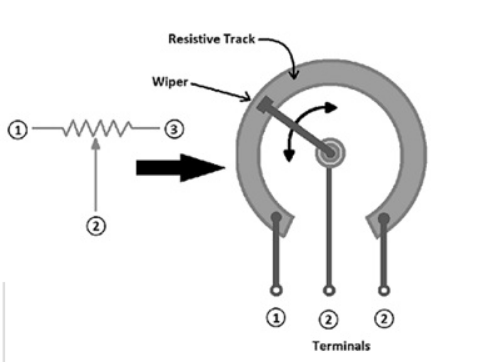 Resistive Track
Wiper
① ③
②
① ② ②
Terminals